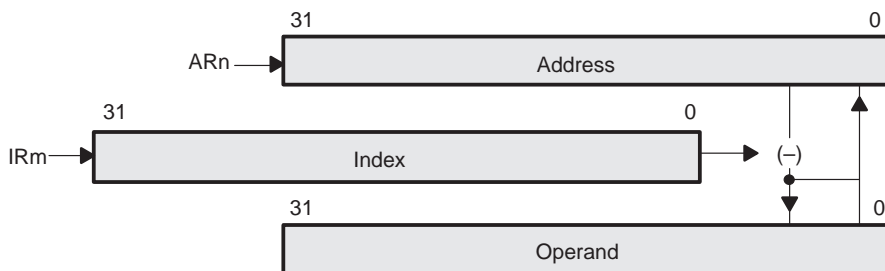 31 0
ARn Address
31 0
IRm Index (–)
31 0
Operand